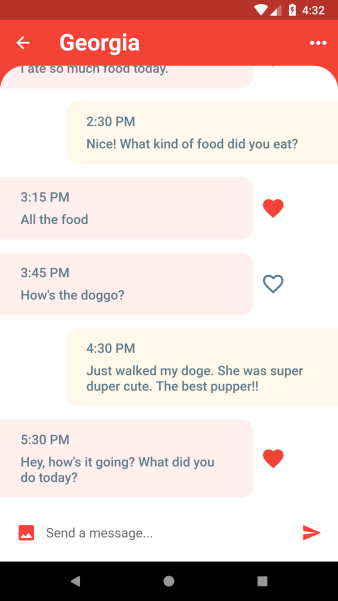 4:32
Georgia
I ate so much food today.
2:30 PM
Nice! What kind of food did you eat?
3:15 PM
All the food
3:45 PM
How's the doggo?
4:30 PM
Just walked my doge. She was super
duper cute. The best pupper!!
5:30 PM
Hey, how's it going? What did you
do today?
Send a message...